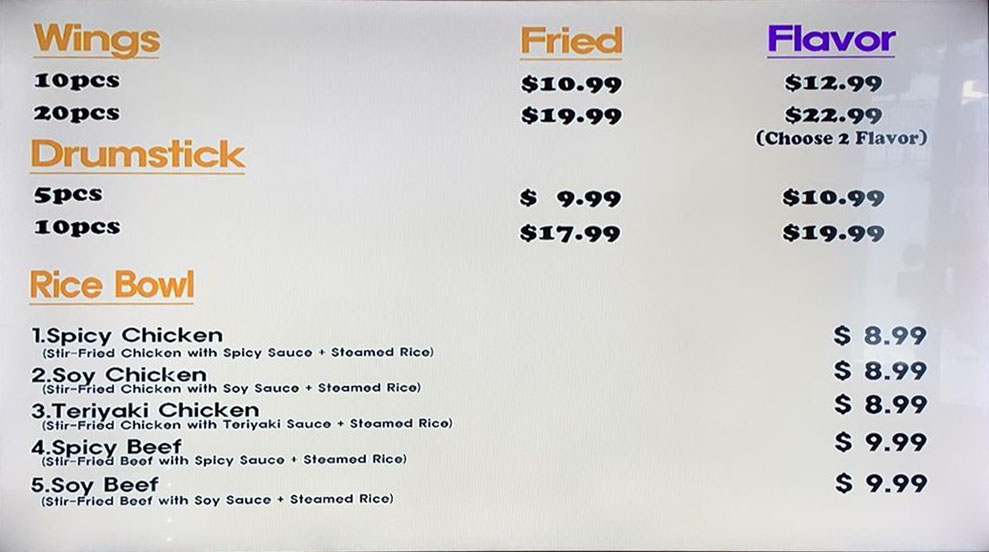 Wings Fried Flavor
10pcs $10.99 $12.99
20pcs $19.99 $22.99
(Choose 2 Flavor)
Drumstick
5pcs $ 9.99 $10.99
10pcs $17.99 $19.99
Rice Bowl
1.Spicy Chicken $ 8.99
(Stir-Fried Chicken with Spicy Sauce + Steamed Rice)
2.Soy Chicken $ 8.99
(Stir-Fried Chicken with Soy Sauce + Steamed Rice)
3.Teriyaki Chicken $ 8.99
(Stir-Fried Chicken with Teriyaki Sauce + Steamed Rice)
4.Spicy Beef $ 9.99
(Stir-Fried Beef with Spicy Sauce + Steamed Rice)
5.Soy Beef $ 9.99
(Stir-Fried Beef with Soy Sauce + Steamed Rice)